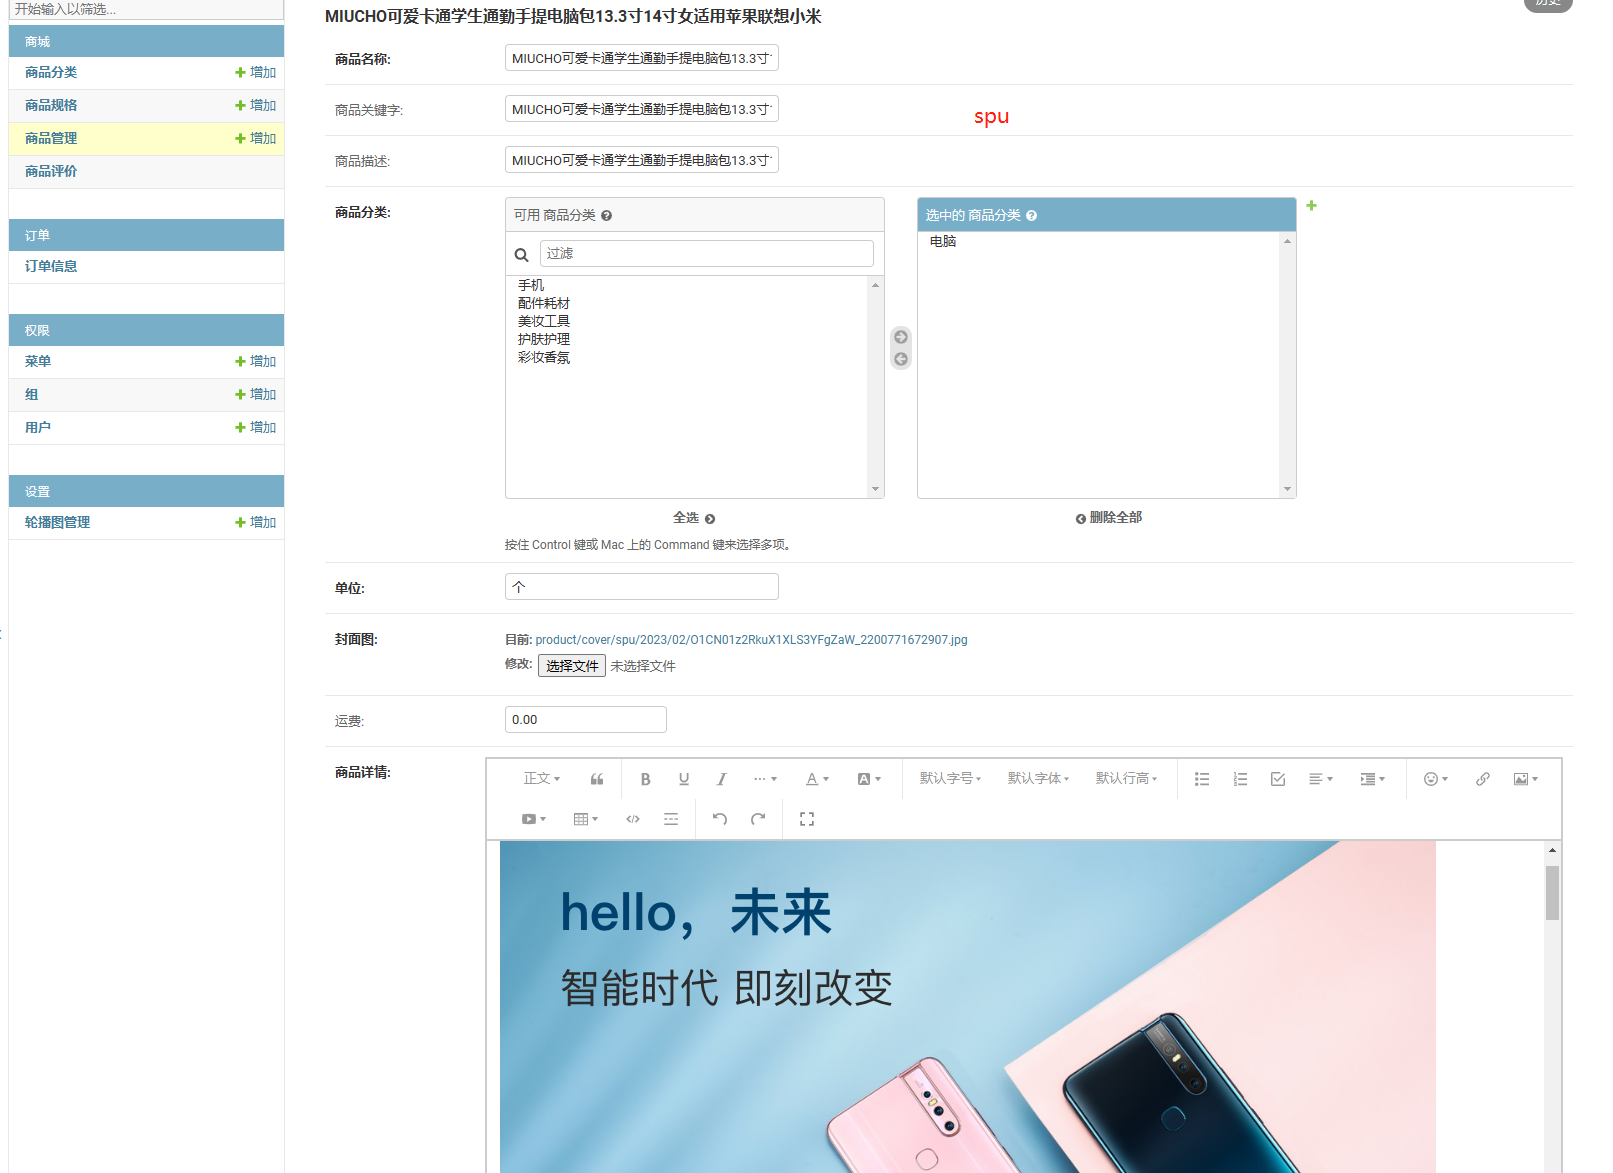 开始输入以筛选...
商城
商品分类 增加
商品规格 增加
商品管理 增加
商品评价
订单
订单信息
权限
菜单 增加
组 增加
用户 增加
设置
轮播图管理 增加
历史
MIUCHO可爱卡通学生通勤手提电脑包13.3寸14寸女适用苹果联想小米
商品名称: MIUCHO可爱卡通学生通勤手提电脑包13.3寸
商品关键字: MIUCHO可爱卡通学生通勤手提电脑包13.3寸
spu
商品描述: MIUCHO可爱卡通学生通勤手提电脑包13.3寸
商品分类:
可用 商品分类
过滤
手机
配件耗材
美妆工具
护肤护理
彩妆香氛
全选
选中的 商品分类
电脑
删除全部
按住 Control 键或 Mac 上的 Command 键来选择多项。
单位: 个
封面图: 目前: product/cover/spu/2023/02/O1CN01z2RkuX1XLS3YFgZaW_2200771672907.jpg
修改: 选择文件 未选择文件
运费: 0.00
商品详情:
正文 B U I A A 默认字号 默认字体 默认行高
hello，未来
智能时代 即刻改变